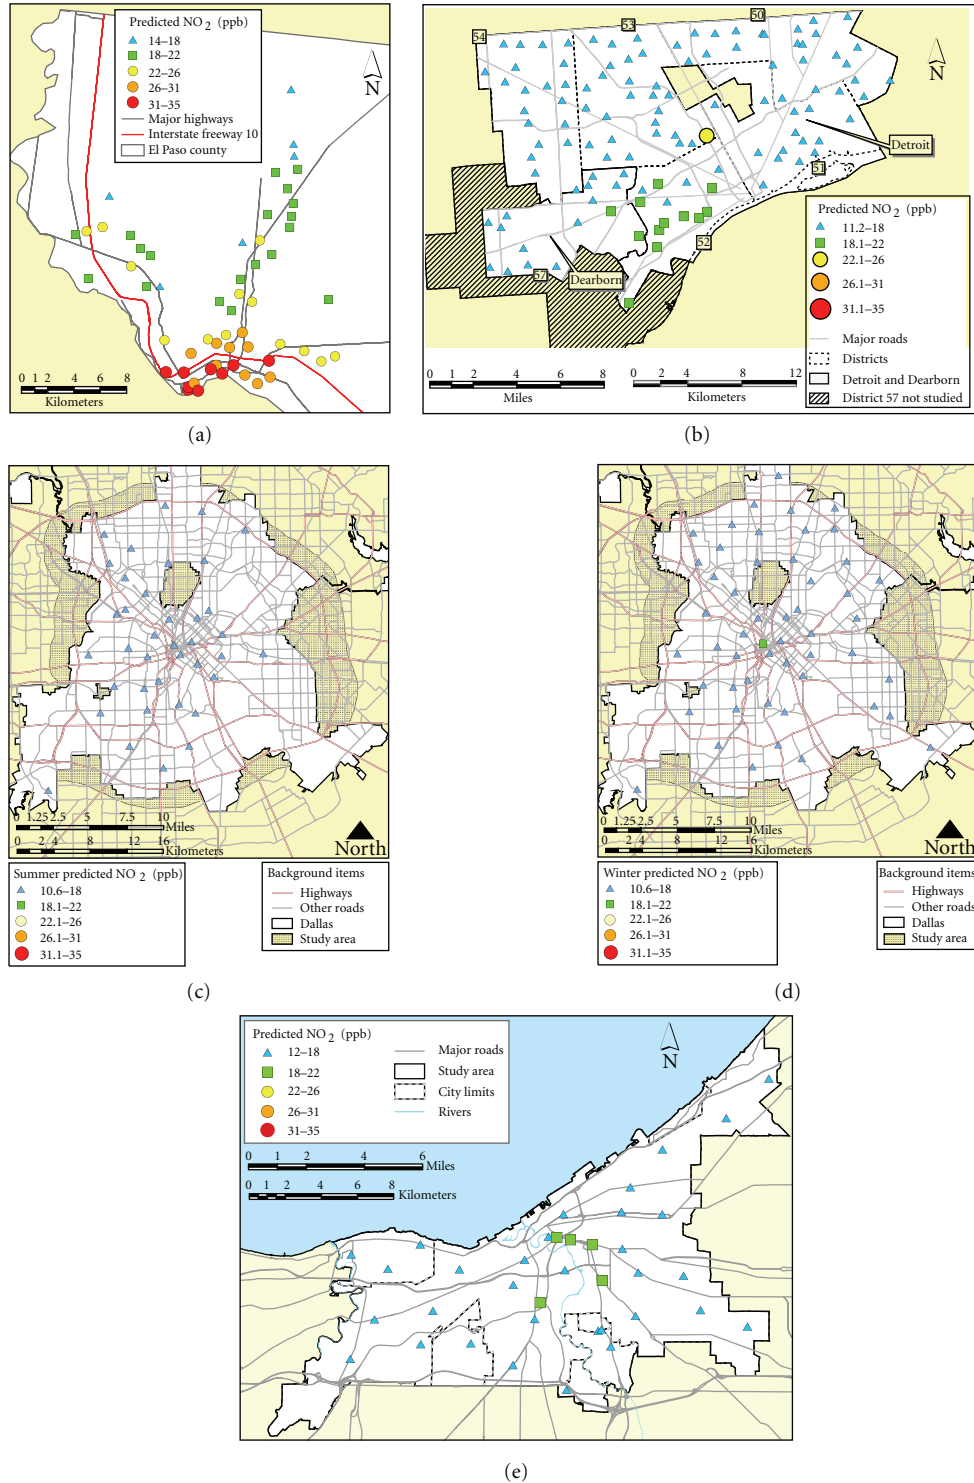 Predicted NO2 (ppb)
14–18
18–22
22–26
26–31
31–35
Major highways
Interstate freeway 10
El Paso county
N
0 1 2 4 6 8
Kilometers
(a)
54
53
50
51
52
57
N
Detroit
Dearborn
Predicted NO2 (ppb)
11.2–18
18.1–22
22.1–26
26.1–31
31.1–35
Major roads
Districts
Detroit and Dearborn
District 57 not studied
0 1 2 4 6 8
Miles
0 2 4 8 12
Kilometers
(b)
0 1.25 2.5 5 7.5 10
Miles
0 2 4 8 12 16
Kilometers
North
Summer predicted NO2 (ppb)
10.6–18
18.1–22
22.1–26
26.1–31
31.1–35
Background items
Highways
Other roads
Dallas
Study area
(c)
0 1.25 2.5 5 7.5 10
Miles
0 2 4 8 12 16
Kilometers
North
Winter predicted NO2 (ppb)
10.6–18
18.1–22
22.1–26
26.1–31
31.1–35
Background items
Highways
Other roads
Dallas
Study area
(d)
Predicted NO2 (ppb)
12–18
18–22
22–26
26–31
31–35
Major roads
Study area
City limits
Rivers
N
0 1 2 4 6
Miles
0 1 2 4 6 8
Kilometers
(e)